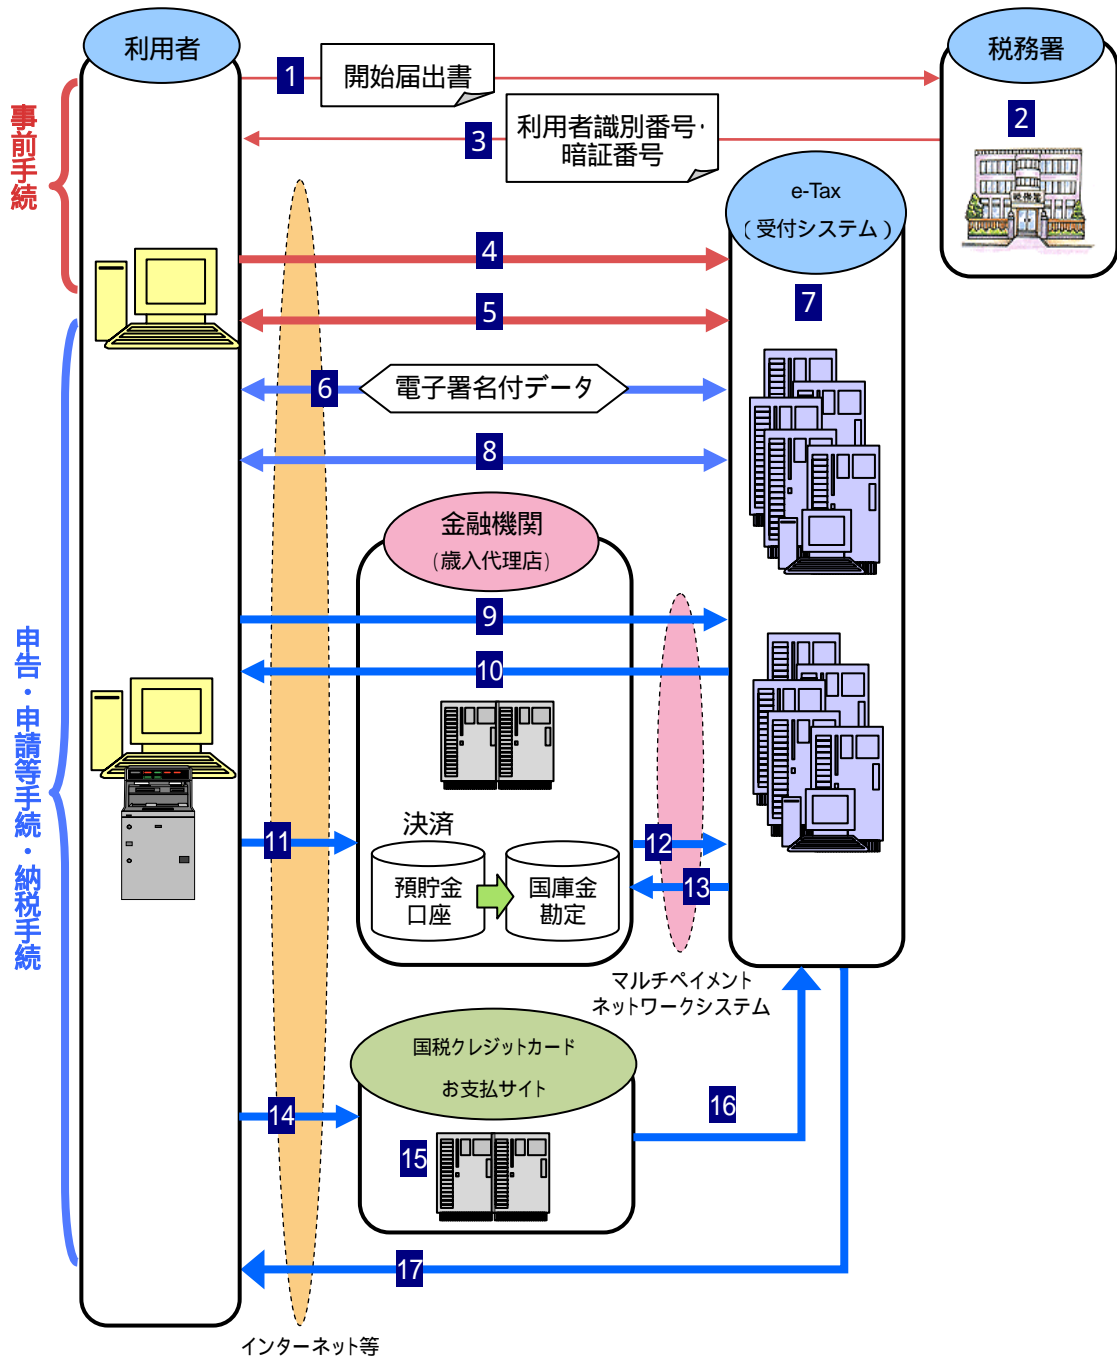 利用者
税務署
1
開始届出書
2
3
利用者識別番号・
暗証番号
事前手続
e-Tax
（受付システム）
4
5
7
6
電子署名付データ
8
金融機関
（歳入代理店）
9
10
申告・申請等手続・納税手続
決済
11
12
預貯金
口座
国庫金
勘定
13
マルチペイメント
ネットワークシステム
国税クレジットカード
お支払サイト
14
16
15
17
インターネット等